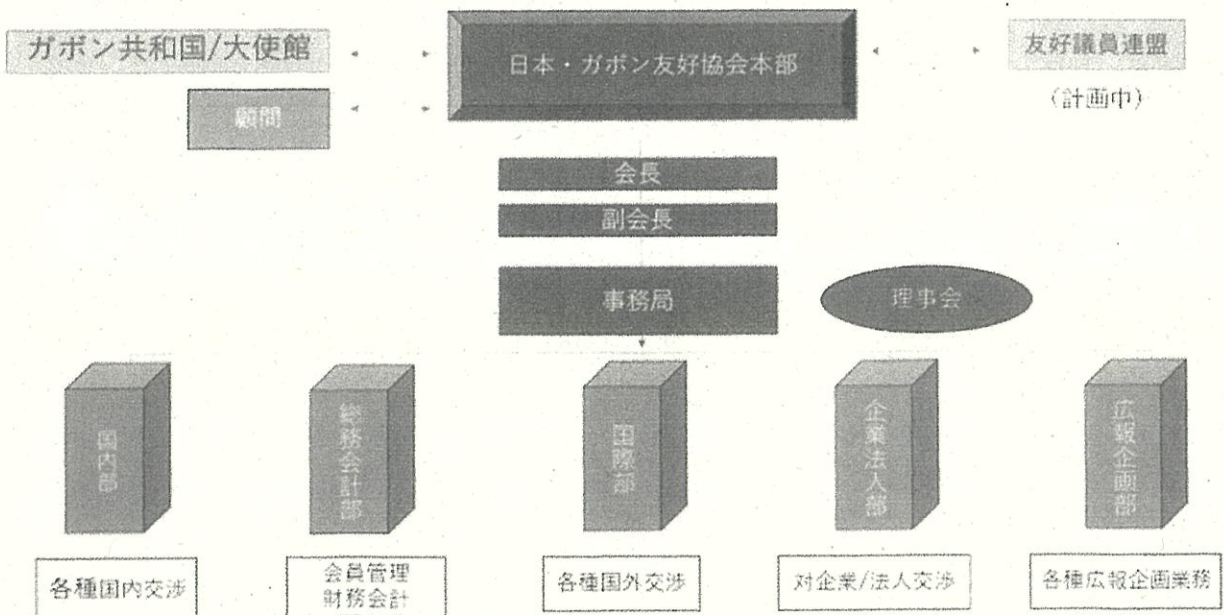 ガボン共和国/大使館
日本・ガボン友好協会本部
友好議員連盟
(計画中)
顧問
会長
副会長
事務局
理事会
国内部
総務会計部
国際部
企業法人部
広報企画部
各種国内交渉
会員管理
財務会計
各種国外交渉
対企業/法人交渉
各種広報企画業務